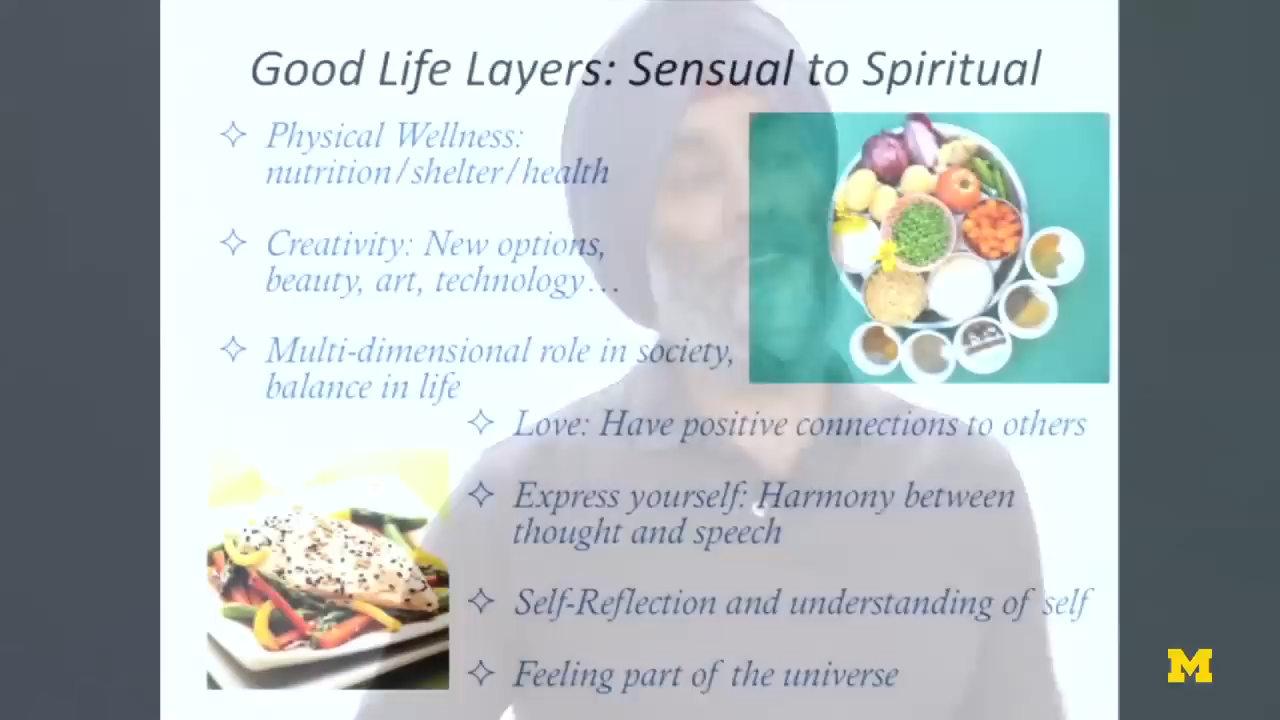 Good Life Layers: Sensual to Spiritual
✧ Physical Wellness:
nutrition/shelter/health
✧ Creativity: New options,
beauty, art, technology…
✧ Multi-dimensional role in society,
balance in life
✧ Love: Have positive connections to others
✧ Express yourself: Harmony between
thought and speech
✧ Self-Reflection and understanding of self
✧ Feeling part of the universe
M